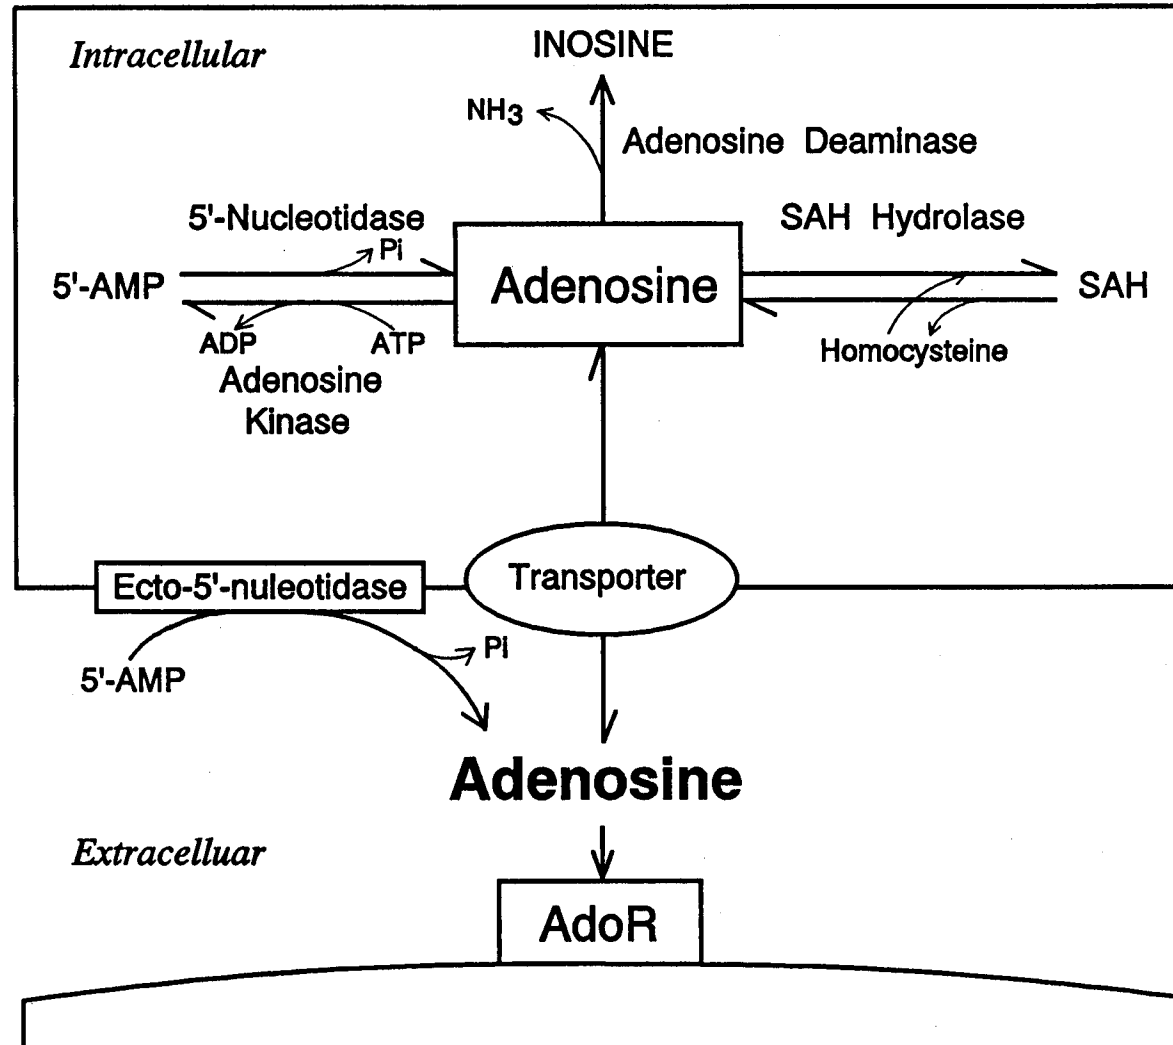 Intracellular
INOSINE
NH3
Adenosine Deaminase
5'-Nucleotidase
SAH Hydrolase
Pi
5'-AMP
Adenosine
SAH
ADP
ATP
Homocysteine
Adenosine
Kinase
Ecto-5'-nuleotidase
Transporter
Pi
5'-AMP
Adenosine
Extracelluar
AdoR